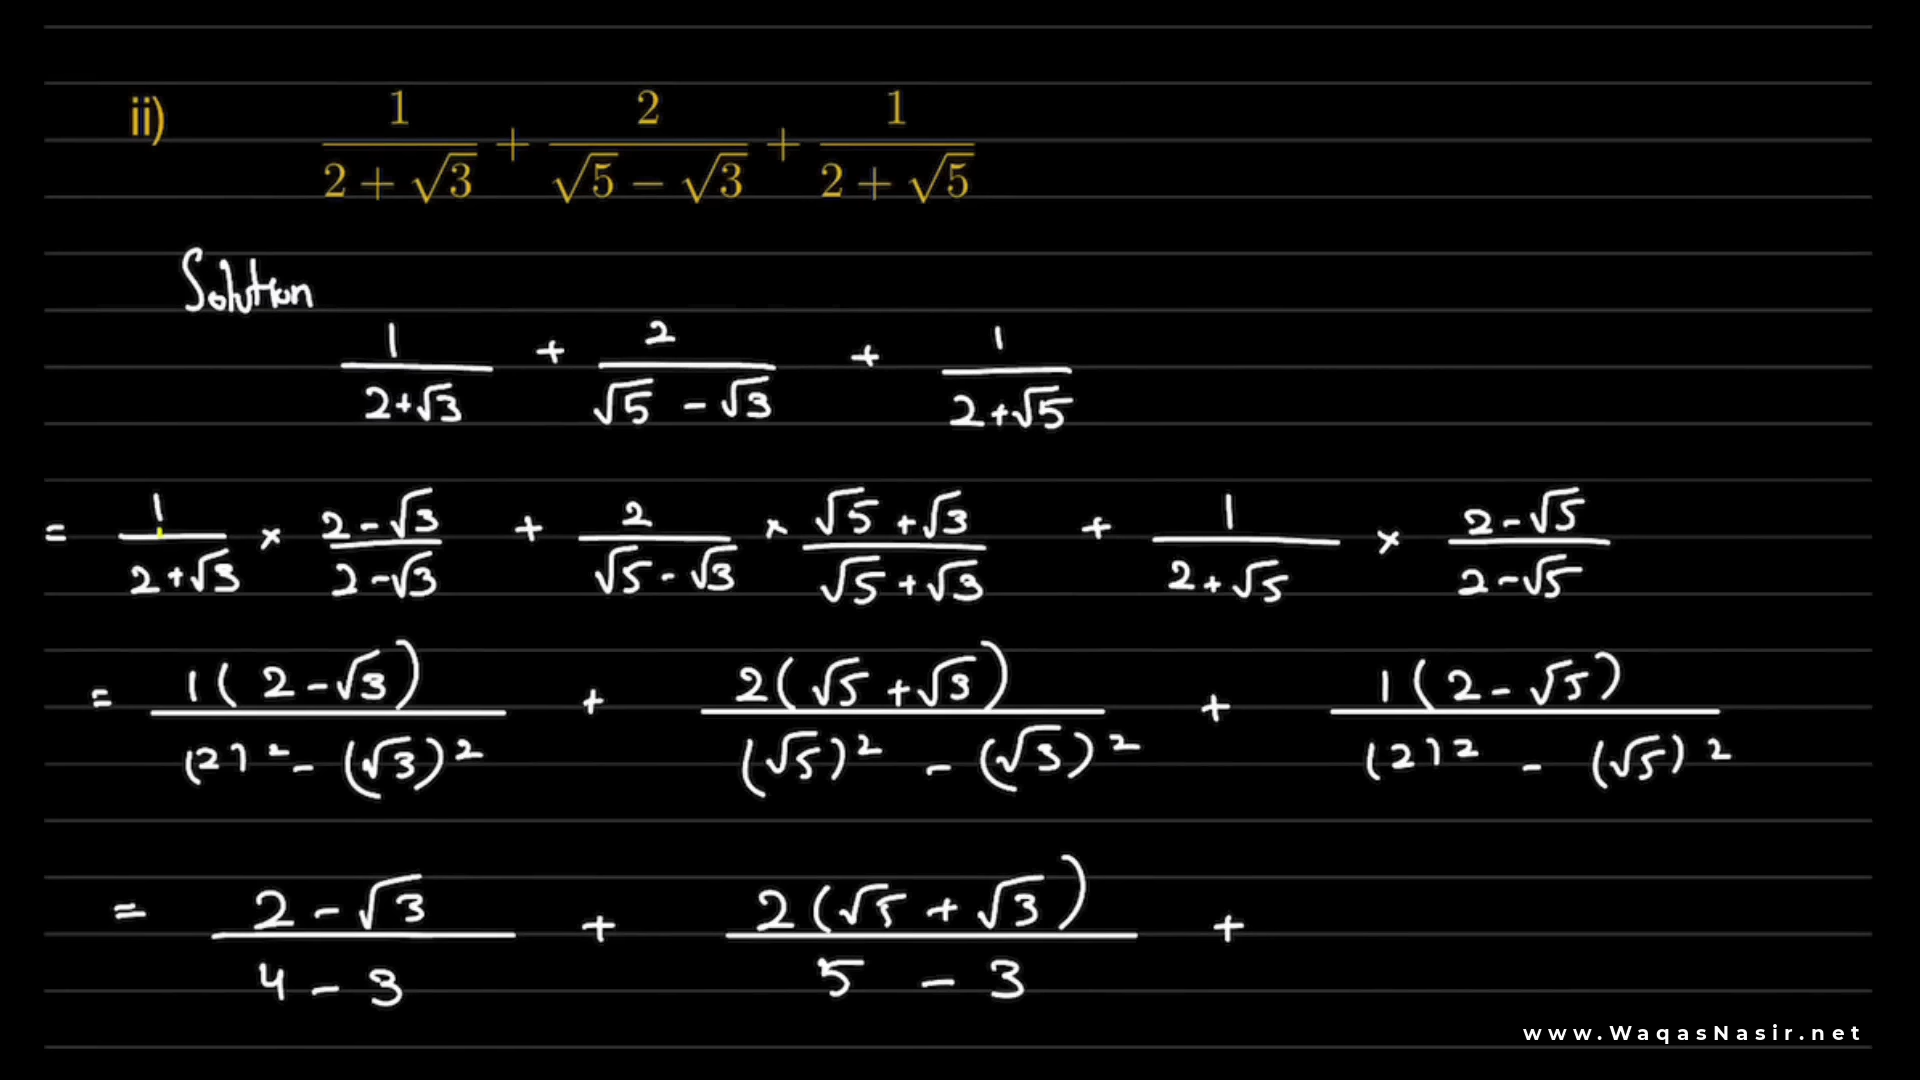 ii) 1/(2 + √3) + 2/(√5 − √3) + 1/(2 + √5)
Solution
1/(2+√3) + 2/(√5 − √3) + 1/(2+√5)
= 1/(2+√3) × (2−√3)/(2−√3) + 2/(√5−√3) × (√5+√3)/(√5+√3) + 1/(2+√5) × (2−√5)/(2−√5)
= 1(2−√3)/((2)² − (√3)²) + 2(√5+√3)/((√5)² − (√3)²) + 1(2−√5)/((2)² − (√5)²)
= (2−√3)/(4−3) + 2(√5+√3)/(5−3) +
www.WaqasNasir.net